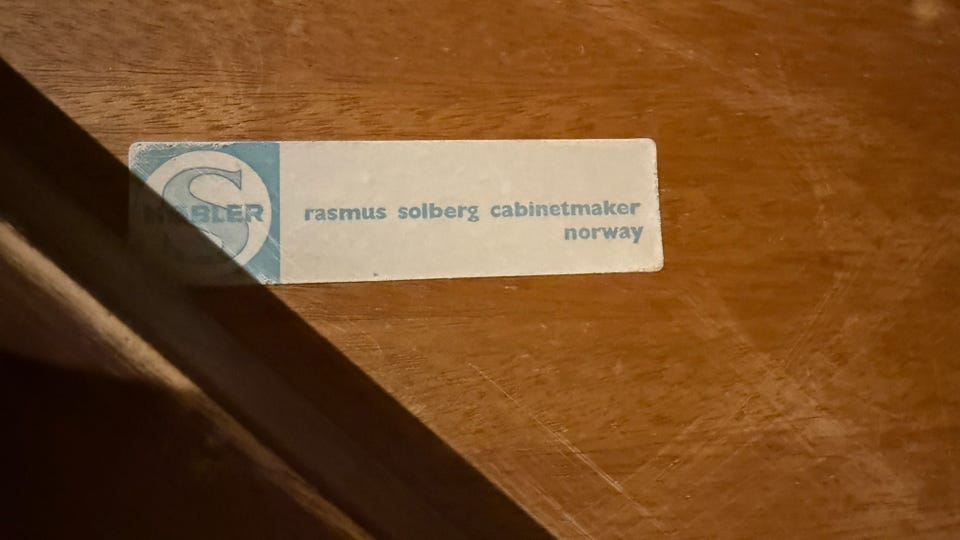 S
MØBLER
rasmus solberg cabinetmaker
norway